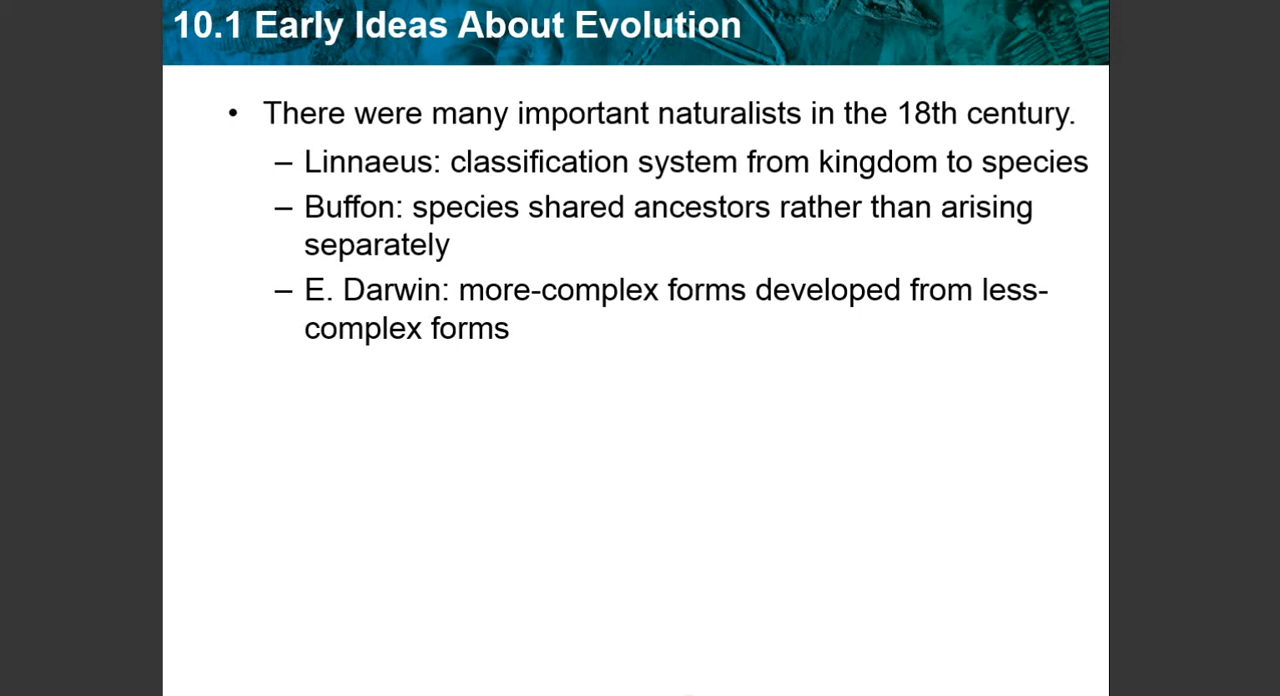 10.1 Early Ideas About Evolution
• There were many important naturalists in the 18th century.
– Linnaeus: classification system from kingdom to species
– Buffon: species shared ancestors rather than arising
separately
– E. Darwin: more-complex forms developed from less-
complex forms